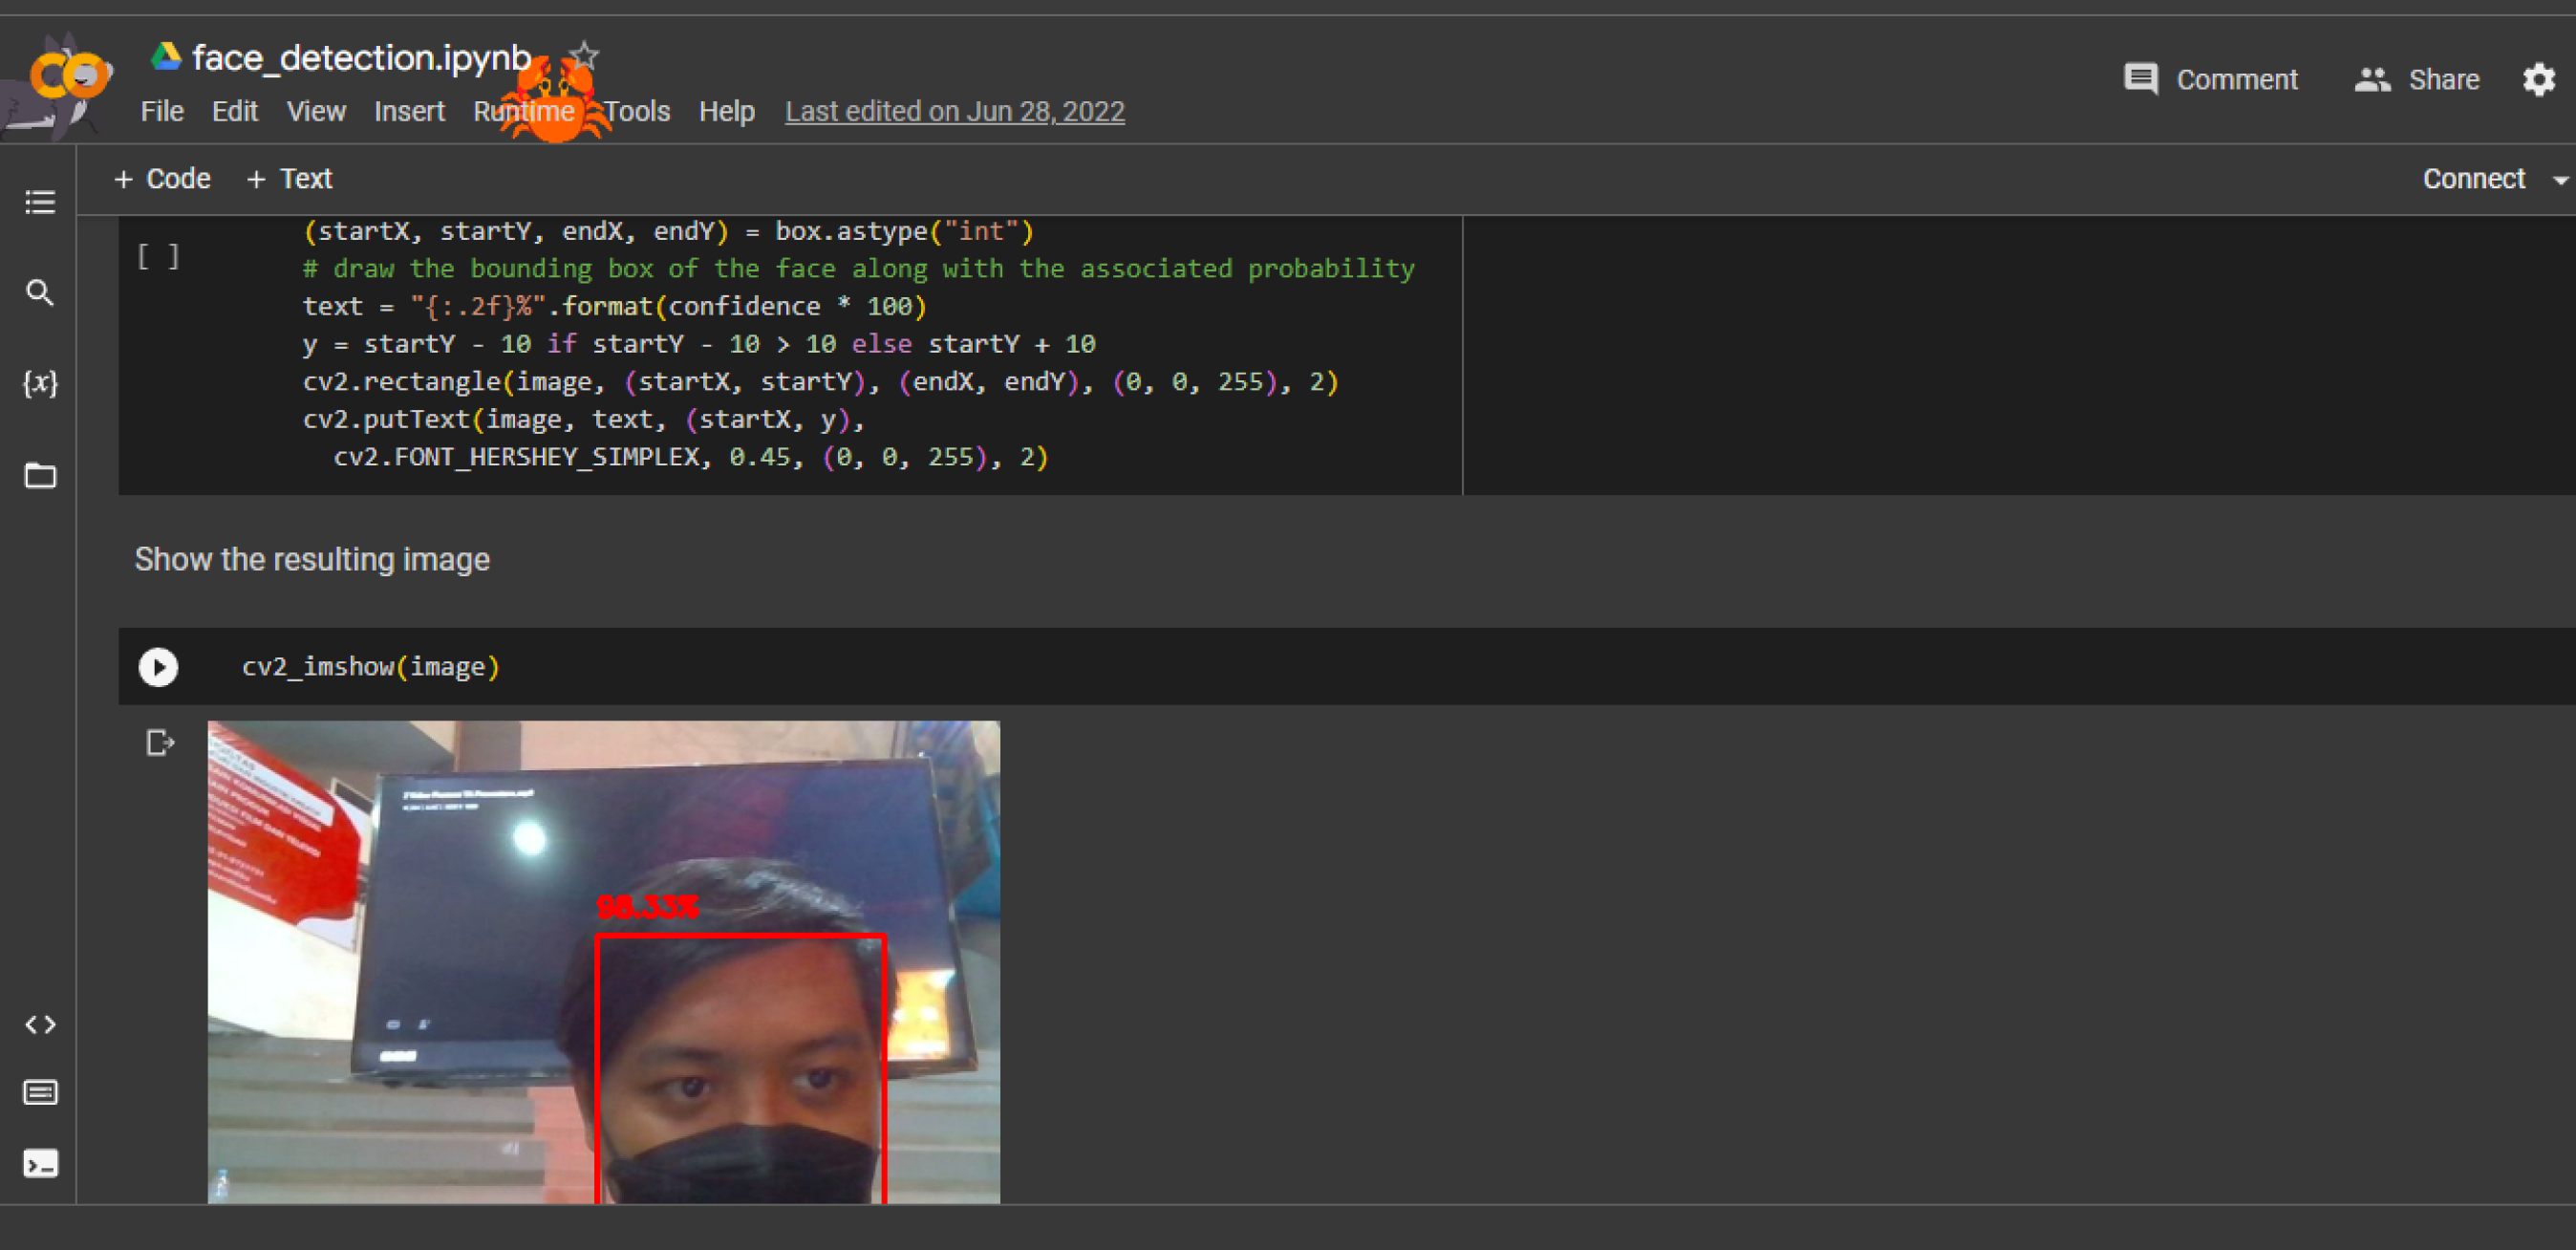 face_detection.ipynb
File Edit View Insert Runtime Tools Help Last edited on Jun 28, 2022
Comment Share
+ Code + Text
Connect
(startX, startY, endX, endY) = box.astype("int")
[ ]
# draw the bounding box of the face along with the associated probability
text = "{:.2f}%".format(confidence * 100)
y = startY - 10 if startY - 10 > 10 else startY + 10
{x}
cv2.rectangle(image, (startX, startY), (endX, endY), (0, 0, 255), 2)
cv2.putText(image, text, (startX, y),
cv2.FONT_HERSHEY_SIMPLEX, 0.45, (0, 0, 255), 2)
Show the resulting image
cv2_imshow(image)
DAN TELEVISI
98.33%